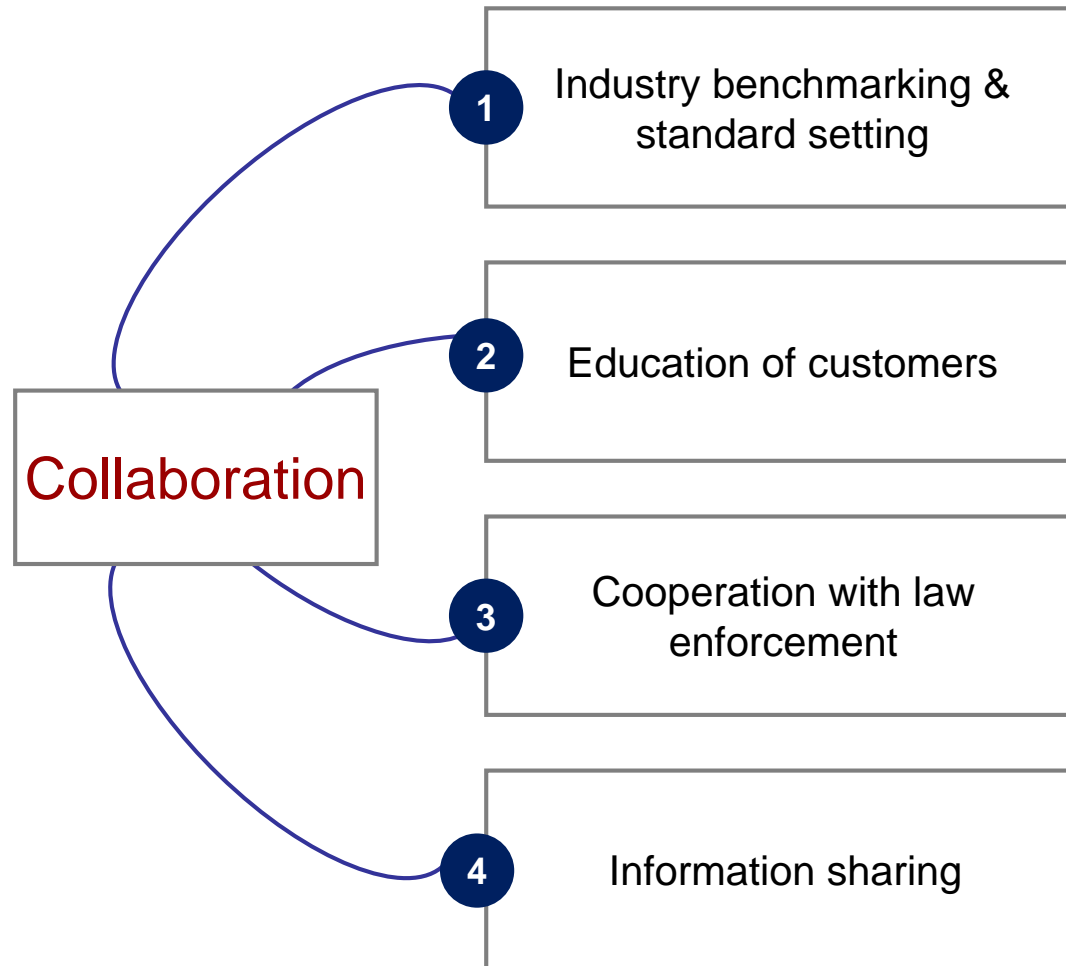 1
Industry benchmarking &
standard setting
2
Education of customers
Collaboration
3
Cooperation with law
enforcement
4
Information sharing